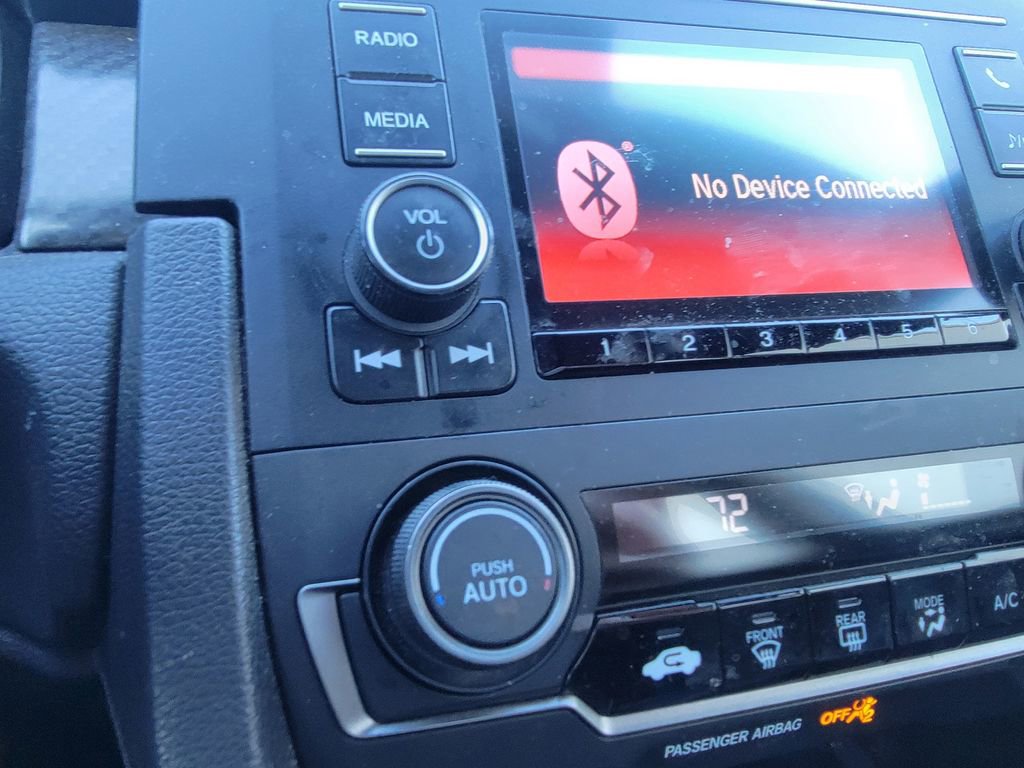 RADIO
MEDIA
VOL
No Device Connected
1 2 3 4 5 6
72
PUSH
AUTO
FRONT
REAR
MODE
A/C
PASSENGER AIRBAG
OFF